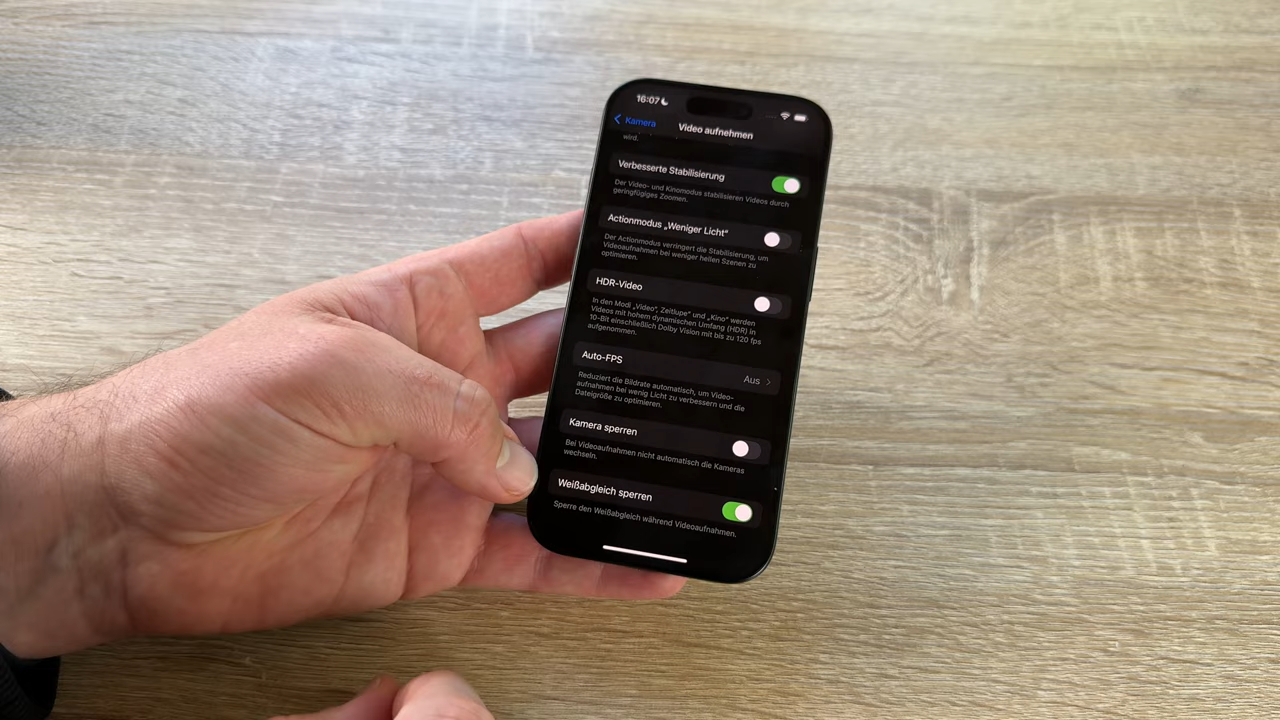 16:07
Kamera
Video aufnehmen
wird.
Verbesserte Stabilisierung
Der Video- und Kinomodus stabilisieren Videos durch
geringfügiges Zoomen.
Actionmodus „Weniger Licht“
Der Actionmodus verringert die Stabilisierung, um
Videoaufnahmen bei weniger hellen Szenen zu
optimieren.
HDR-Video
In den Modi „Video“, Zeitlupe“ und „Kino“ werden
Videos mit hohem dynamischen Umfang (HDR) in
10-Bit einschließlich Dolby Vision mit bis zu 120 fps
aufgenommen.
Auto-FPS
Aus
Reduziert die Bildrate automatisch, um Video-
aufnahmen bei wenig Licht zu verbessern und die
Dateigröße zu optimieren.
Kamera sperren
Bei Videoaufnahmen nicht automatisch die Kameras
wechseln.
Weißabgleich sperren
Sperre den Weißabgleich während Videoaufnahmen.